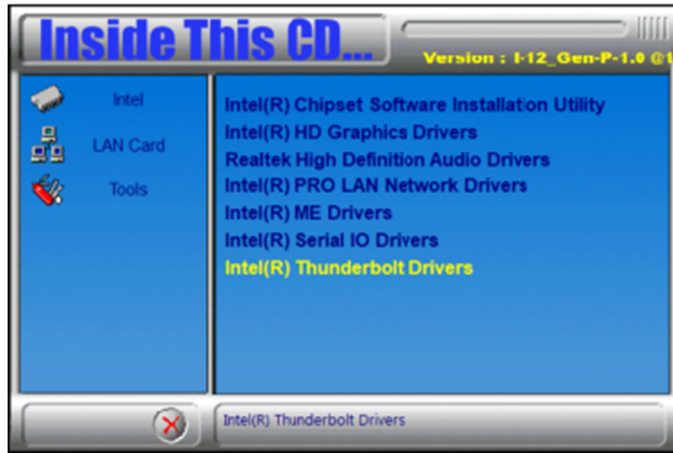 Inside This CD...
Version : I-12_Gen-P-1.0 @1
Intel
LAN Card
Tools
Intel(R) Chipset Software Installation Utility
Intel(R) HD Graphics Drivers
Realtek High Definition Audio Drivers
Intel(R) PRO LAN Network Drivers
Intel(R) ME Drivers
Intel(R) Serial IO Drivers
Intel(R) Thunderbolt Drivers
Intel(R) Thunderbolt Drivers